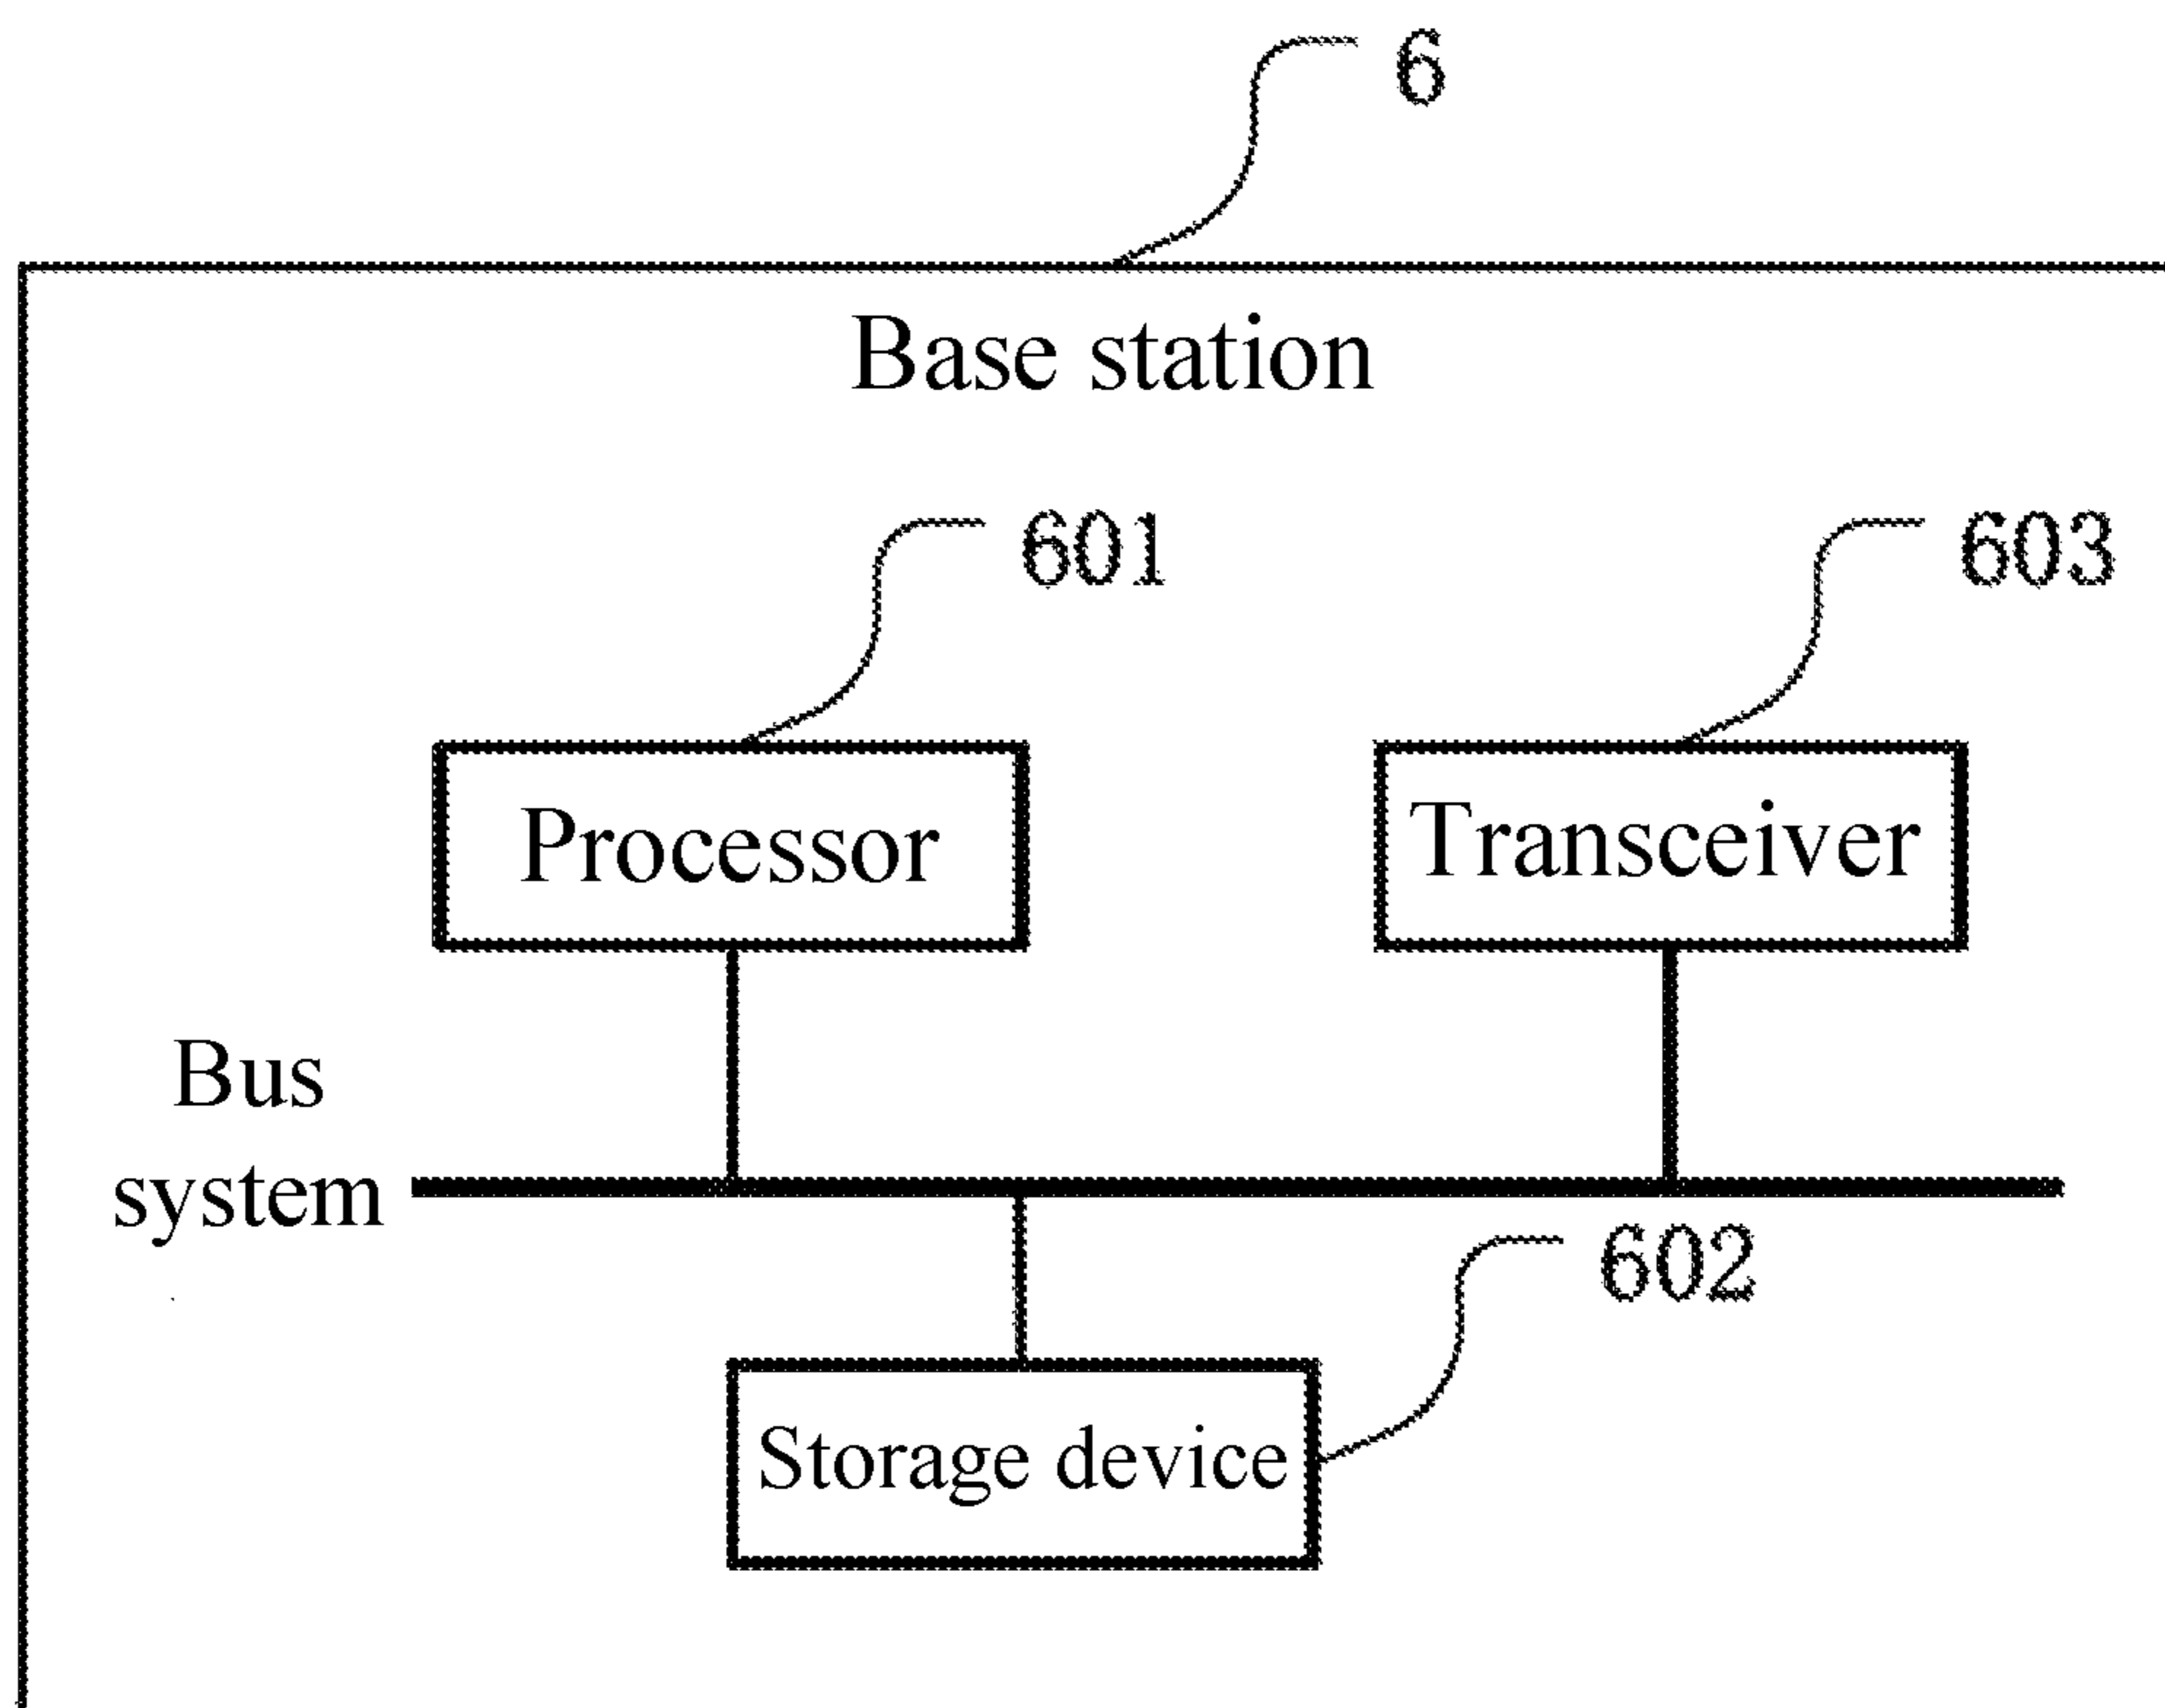 6
Base station
601
603
Processor
Transceiver
Bus
system
602
Storage device